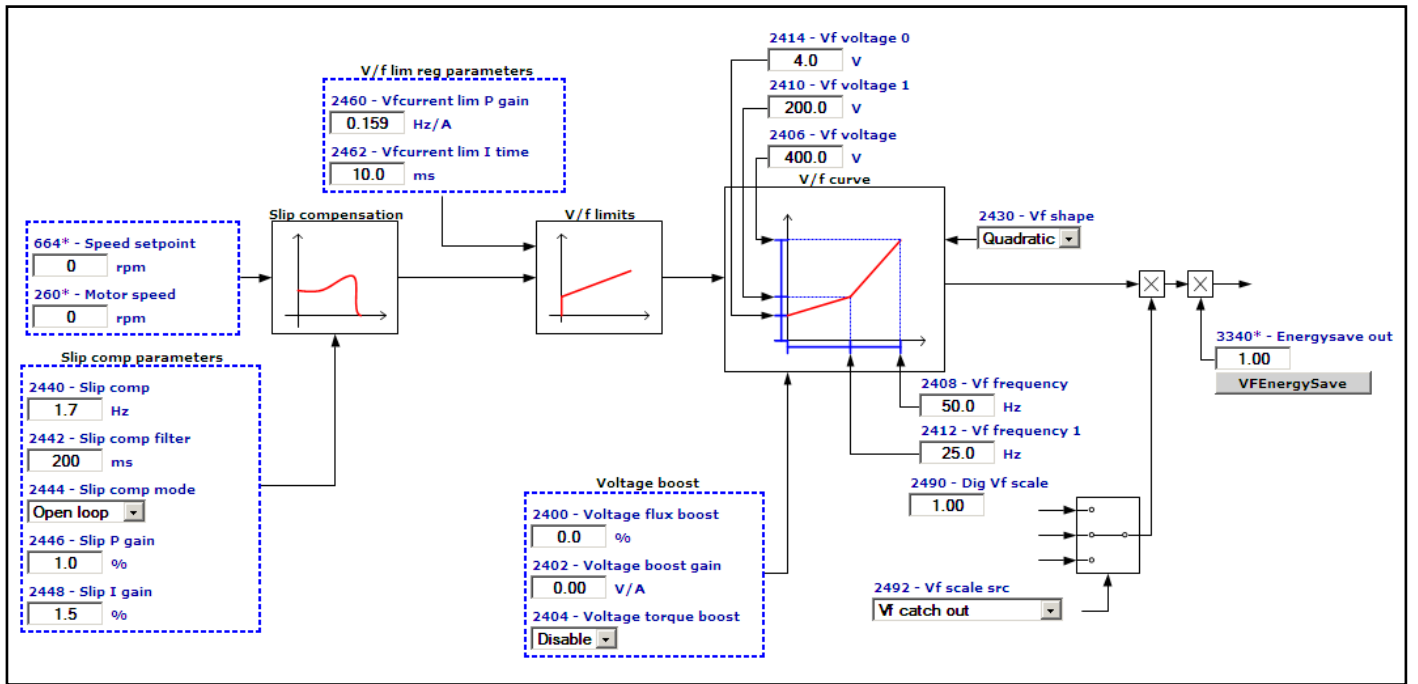 2414 - Vf voltage 0
4.0 V
V/f lim reg parameters
2410 - Vf voltage 1
200.0 V
2460 - Vfcurrent lim P gain
0.159 Hz/A
2406 - Vf voltage
400.0 V
2462 - Vfcurrent lim I time
10.0 ms
V/f curve
Slip compensation
V/f limits
2430 - Vf shape
Quadratic
664* - Speed setpoint
0 rpm
260* - Motor speed
0 rpm
3340* - Energysave out
1.00
VFEnergySave
Slip comp parameters
2440 - Slip comp
1.7 Hz
2408 - Vf frequency
50.0 Hz
2442 - Slip comp filter
200 ms
2412 - Vf frequency 1
25.0 Hz
2444 - Slip comp mode
Open loop
Voltage boost
2490 - Dig Vf scale
1.00
2400 - Voltage flux boost
0.0 %
2446 - Slip P gain
1.0 %
2402 - Voltage boost gain
0.00 V/A
2448 - Slip I gain
1.5 %
2492 - Vf scale src
Vf catch out
2404 - Voltage torque boost
Disable